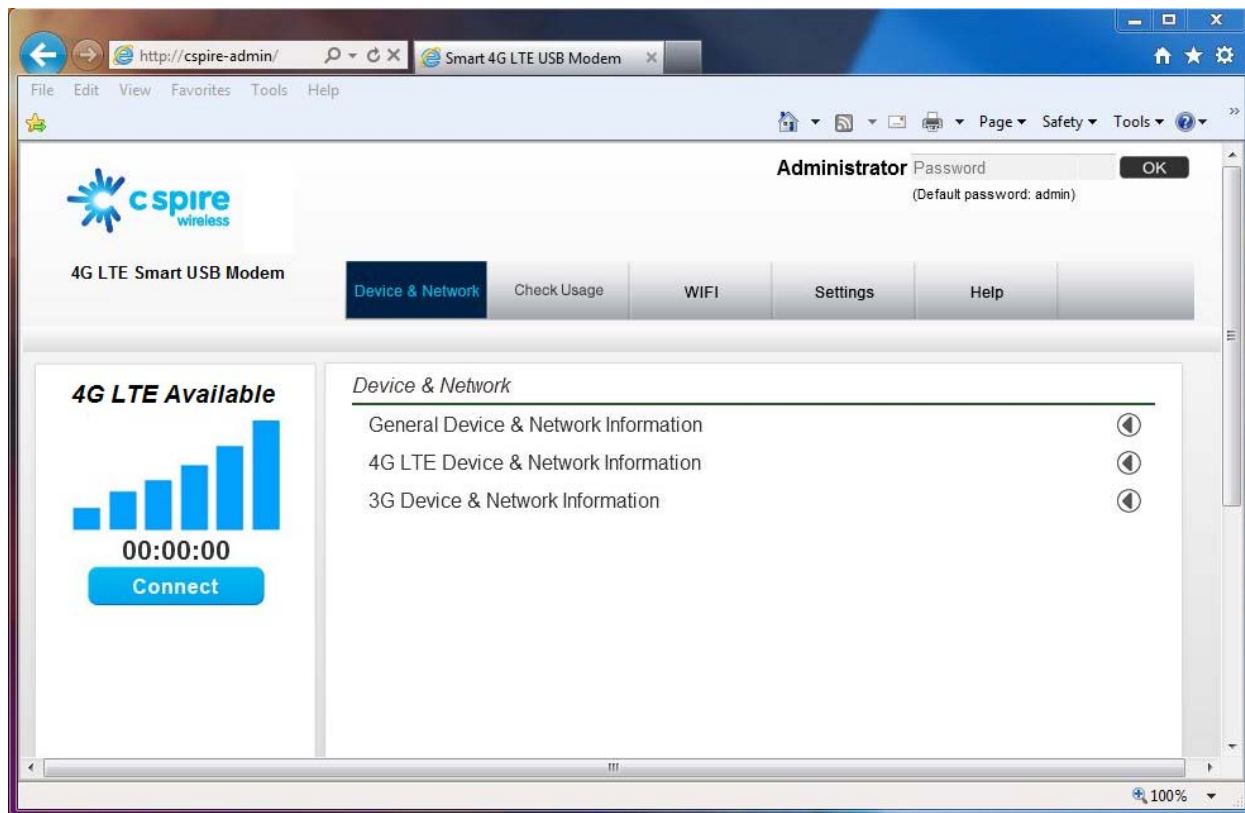 http://cspire-admin/
Smart 4G LTE USB Modem
File Edit View Favorites Tools Help
Page Safety Tools
c spire
wireless
Administrator Password OK
(Default password: admin)
4G LTE Smart USB Modem
Device & Network Check Usage WIFI Settings Help
4G LTE Available
00:00:00
Connect
Device & Network
General Device & Network Information
4G LTE Device & Network Information
3G Device & Network Information
100%